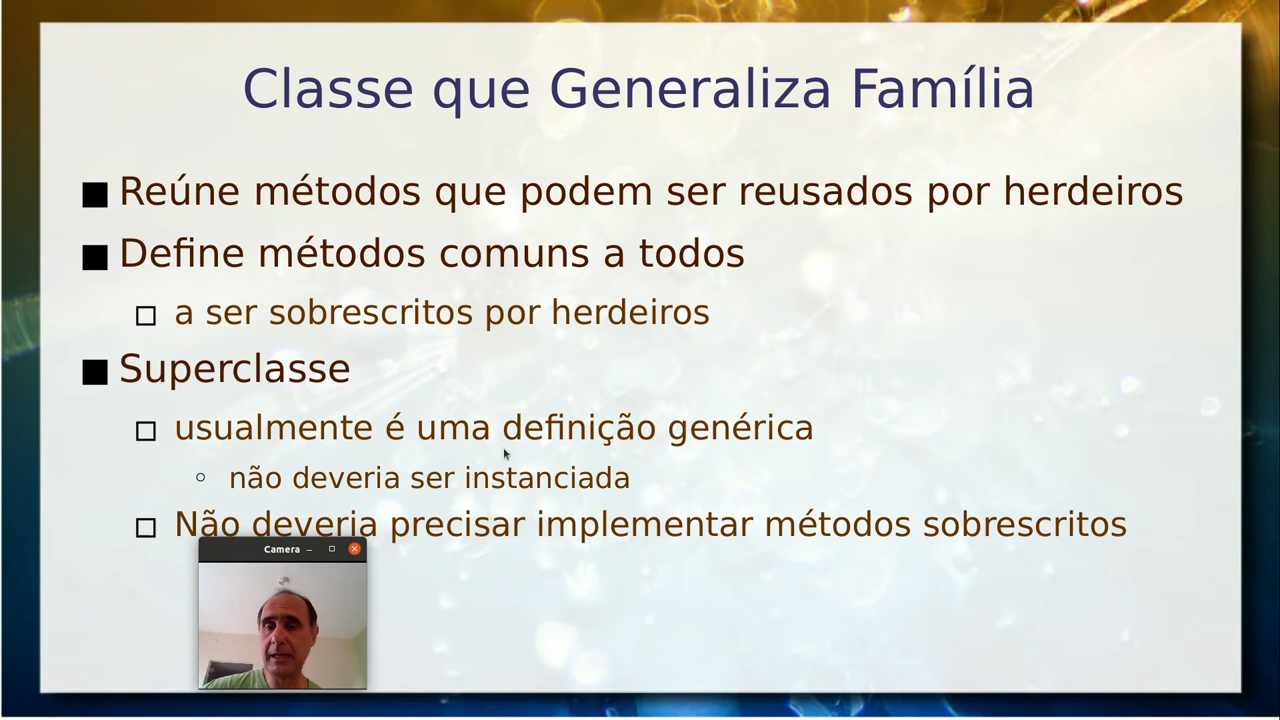 Classe que Generaliza Família
Reúne métodos que podem ser reusados por herdeiros
Define métodos comuns a todos
a ser sobrescritos por herdeiros
Superclasse
usualmente é uma definição genérica
não deveria ser instanciada
Não deveria precisar implementar métodos sobrescritos
Camera